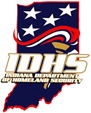 IDHS
INDIANA DEPARTMENT
OF HOMELAND SECURITY